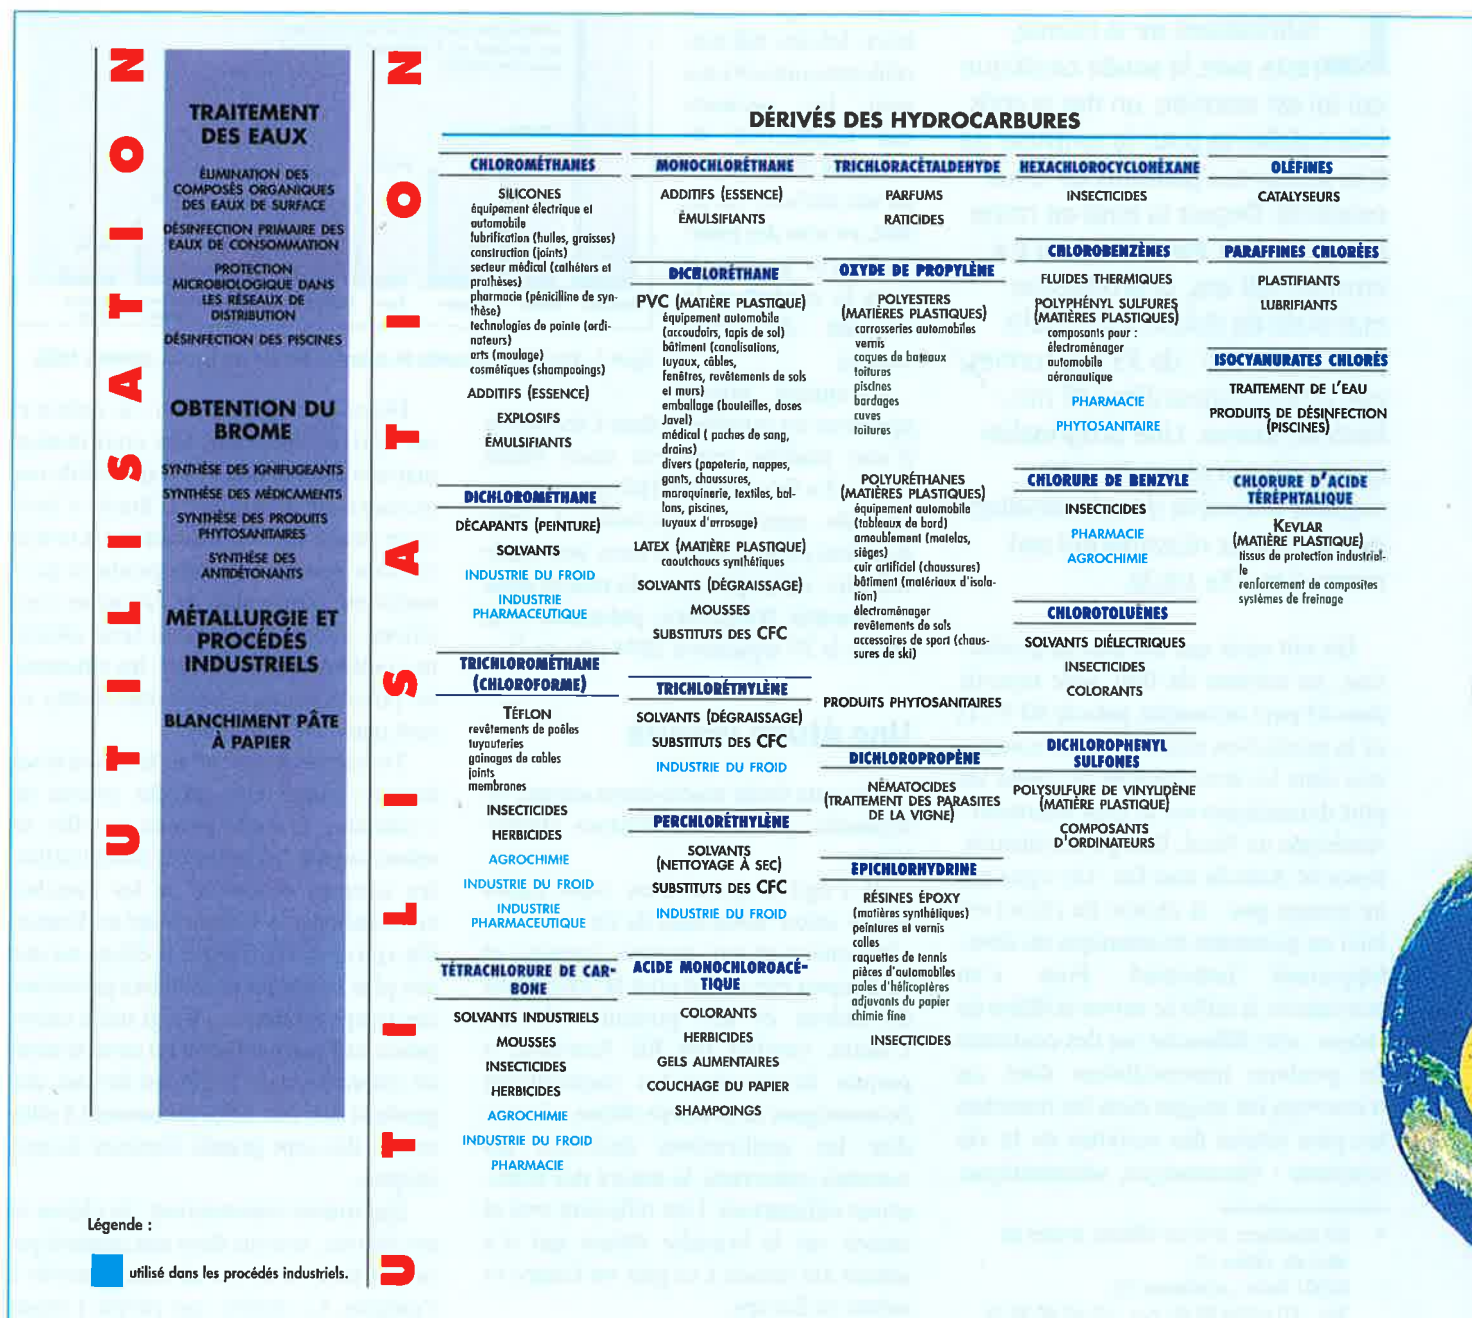 UTILISATION
TRAITEMENT
DES EAUX
ÉLIMINATION DES
COMPOSÉS ORGANIQUES
DES EAUX DE SURFACE
DÉSINFECTION PRIMAIRE DES
EAUX DE CONSOMMATION
PROTECTION
MICROBIOLOGIQUE DANS
LES RÉSEAUX DE
DISTRIBUTION
DÉSINFECTION DES PISCINES
OBTENTION DU
BROME
SYNTHÈSE DES IGNIFUGEANTS
SYNTHÈSE DES MÉDICAMENTS
SYNTHÈSE DES PRODUITS
PHYTOSANITAIRES
SYNTHÈSE DES
ANTIDÉTONANTS
MÉTALLURGIE ET
PROCÉDÉS
INDUSTRIELS
BLANCHIMENT PÂTE
À PAPIER
UTILISATION
DÉRIVÉS DES HYDROCARBURES
CHLOROMÉTHANES
SILICONES
équipement électrique et
automobile
lubrification (huiles, graisses)
construction (joints)
secteur médical (cathéters et
prothèses)
pharmacie (pénicilline de syn-
thèse)
technologies de pointe (ordi-
nateurs)
arts (moulage)
cosmétiques (shampooings)
ADDITIFS (ESSENCE)
EXPLOSIFS
ÉMULSIFIANTS
DICHLOROMÉTHANE
DÉCAPANTS (PEINTURE)
SOLVANTS
INDUSTRIE DU FROID
INDUSTRIE
PHARMACEUTIQUE
TRICHLOROMÉTHANE
(CHLOROFORME)
TÉFLON
revêtements de poêles
tuyauteries
gainages de cables
joints
membranes
INSECTICIDES
HERBICIDES
AGROCHIMIE
INDUSTRIE DU FROID
INDUSTRIE
PHARMACEUTIQUE
TÉTRACHLORURE DE CAR-
BONE
SOLVANTS INDUSTRIELS
MOUSSES
INSECTICIDES
HERBICIDES
AGROCHIMIE
INDUSTRIE DU FROID
PHARMACIE
MONOCHLORÉTHANE
ADDITIFS (ESSENCE)
ÉMULSIFIANTS
DICHLORÉTHANE
PVC (MATIÈRE PLASTIQUE)
équipement automobile
(accoudoirs, tapis de sol)
bâtiment (canalisations,
tuyaux, câbles,
fenêtres, revêtements de sols
et murs)
emballage (bouteilles, doses
Javel)
médical ( poches de sang,
drains)
divers (papeterie, nappes,
gants, chaussures,
maroquinerie, textiles, bal-
lons, piscines,
tuyaux d'arrosage)
LATEX (MATIÈRE PLASTIQUE)
caoutchoucs synthétiques
SOLVANTS (DÉGRAISSAGE)
MOUSSES
SUBSTITUTS DES CFC
TRICHLORÉTHYLÈNE
SOLVANTS (DÉGRAISSAGE)
SUBSTITUTS DES CFC
INDUSTRIE DU FROID
PERCHLORÉTHYLÈNE
SOLVANTS
(NETTOYAGE À SEC)
SUBSTITUTS DES CFC
INDUSTRIE DU FROID
ACIDE MONOCHLOROACÉ-
TIQUE
COLORANTS
HERBICIDES
GELS ALIMENTAIRES
COUCHAGE DU PAPIER
SHAMPOINGS
TRICHLORACÉTALDEHYDE
PARFUMS
RATICIDES
OXYDE DE PROPYLÈNE
POLYESTERS
(MATIÈRES PLASTIQUES)
carrosseries automobiles
vernis
coques de bateaux
toitures
piscines
bardages
cuves
toitures
POLYURÉTHANES
(MATIÈRES PLASTIQUES)
équipement automobile
(tableaux de bord)
ameublement (matelas,
sièges)
cuir artificiel (chaussures)
bâtiment (matériaux d'isola-
tion)
électroménager
revêtements de sols
accessoires de sport (chaus-
sures de ski)
PRODUITS PHYTOSANITAIRES
DICHLOROPROPÈNE
NÉMATOCIDES
(TRAITEMENT DES PARASITES
DE LA VIGNE)
EPICHLORHYDRINE
RÉSINES ÉPOXY
(matières synthétiques)
peintures et vernis
colles
raquettes de tennis
pièces d'automobiles
pales d'hélicoptères
adjuvants du papier
chimie fine
INSECTICIDES
HEXACHLOROCYCLOHÉXANE
INSECTICIDES
CHLOROBENZÈNES
FLUIDES THERMIQUES
POLYPHÉNYL SULFURES
(MATIÈRES PLASTIQUES)
composants pour :
électroménager
automobile
aéronautique
PHARMACIE
PHYTOSANITAIRE
CHLORURE DE BENZYLE
INSECTICIDES
PHARMACIE
AGROCHIMIE
CHLOROTOLUÈNES
SOLVANTS DIÉLECTRIQUES
INSECTICIDES
COLORANTS
DICHLOROPHENYL
SULFONES
POLYSULFURE DE VINYLIDÈNE
(MATIÈRE PLASTIQUE)
COMPOSANTS
D'ORDINATEURS
OLÉFINES
CATALYSEURS
PARAFFINES CHLORÉES
PLASTIFIANTS
LUBRIFIANTS
ISOCYANURATES CHLORÉS
TRAITEMENT DE L'EAU
PRODUITS DE DÉSINFECTION
(PISCINES)
CHLORURE D'ACIDE
TÉRÉPHTALIQUE
KEVLAR
(MATIÈRE PLASTIQUE)
tissus de protection industriel-
le
renforcement de composites
systèmes de freinage
Légende :
utilisé dans les procédés industriels.